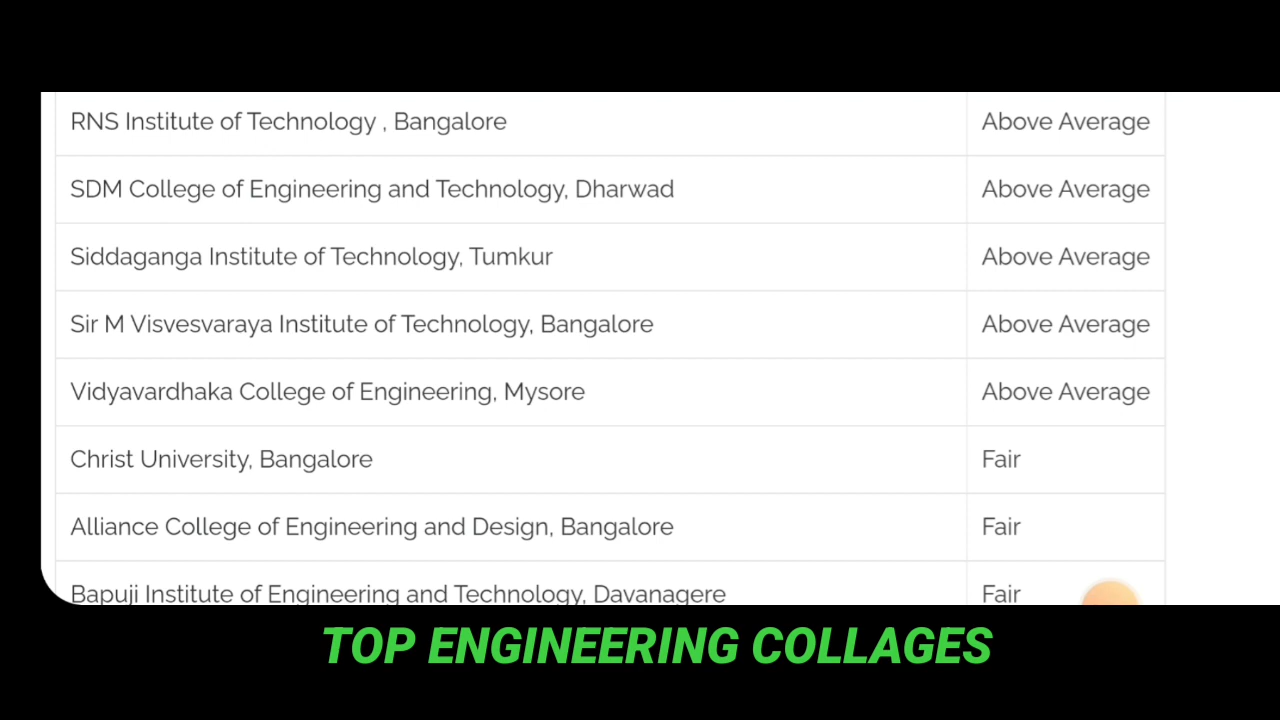 RNS Institute of Technology , Bangalore Above Average
SDM College of Engineering and Technology, Dharwad Above Average
Siddaganga Institute of Technology, Tumkur Above Average
Sir M Visvesvaraya Institute of Technology, Bangalore Above Average
Vidyavardhaka College of Engineering, Mysore Above Average
Christ University, Bangalore Fair
Alliance College of Engineering and Design, Bangalore Fair
Bapuji Institute of Engineering and Technology, Davanagere Fair
TOP ENGINEERING COLLAGES